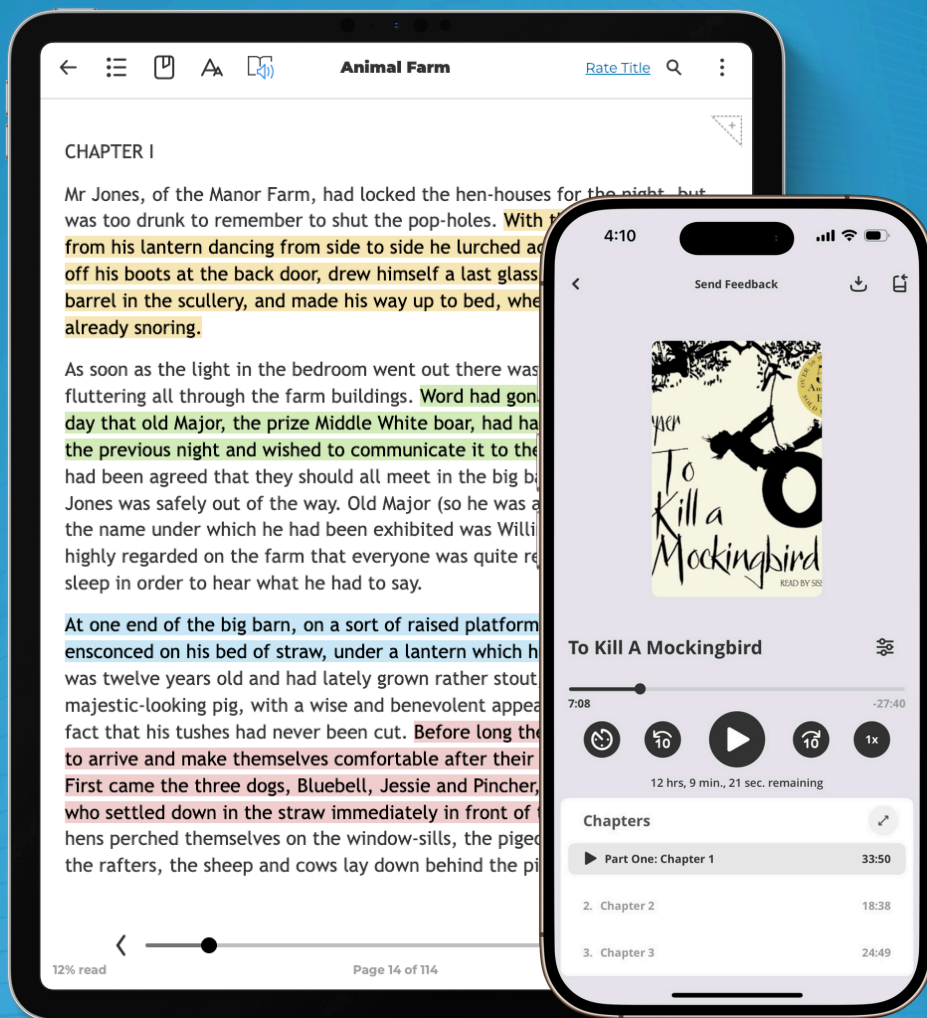 Animal Farm
Rate Title
CHAPTER I
Mr Jones, of the Manor Farm, had locked the hen-houses for the night, but
was too drunk to remember to shut the pop-holes. With
from his lantern dancing from side to side he lurched
off his boots at the back door, drew himself a last glass
barrel in the scullery, and made his way up to bed,
already snoring.
As soon as the light in the bedroom went out there was
fluttering all through the farm buildings. Word had
day that old Major, the prize Middle White boar, had
the previous night and wished to communicate it to
had been agreed that they should all meet in the big
Jones was safely out of the way. Old Major (so he was
the name under which he had been exhibited was
highly regarded on the farm that everyone was quite
sleep in order to hear what he had to say.
At one end of the big barn, on a sort of raised platform
ensconced on his bed of straw, under a lantern which
was twelve years old and had lately grown rather stout
majestic-looking pig, with a wise and benevolent
fact that his tushes had never been cut. Before long
to arrive and make themselves comfortable after their
First came the three dogs, Bluebell, Jessie and Pincher,
who settled down in the straw immediately in front of
hens perched themselves on the window-sills, the
the rafters, the sheep and cows lay down behind the
12% read
Page 14 of 114
4:10
Send Feedback
To
Kill a
Mockingbird
READ BY
To Kill A Mockingbird
7:08
-27:40
10
10
1x
12 hrs, 9 min., 21 sec. remaining
Chapters
Part One: Chapter 1
33:50
2. Chapter 2
18:38
3. Chapter 3
24:49